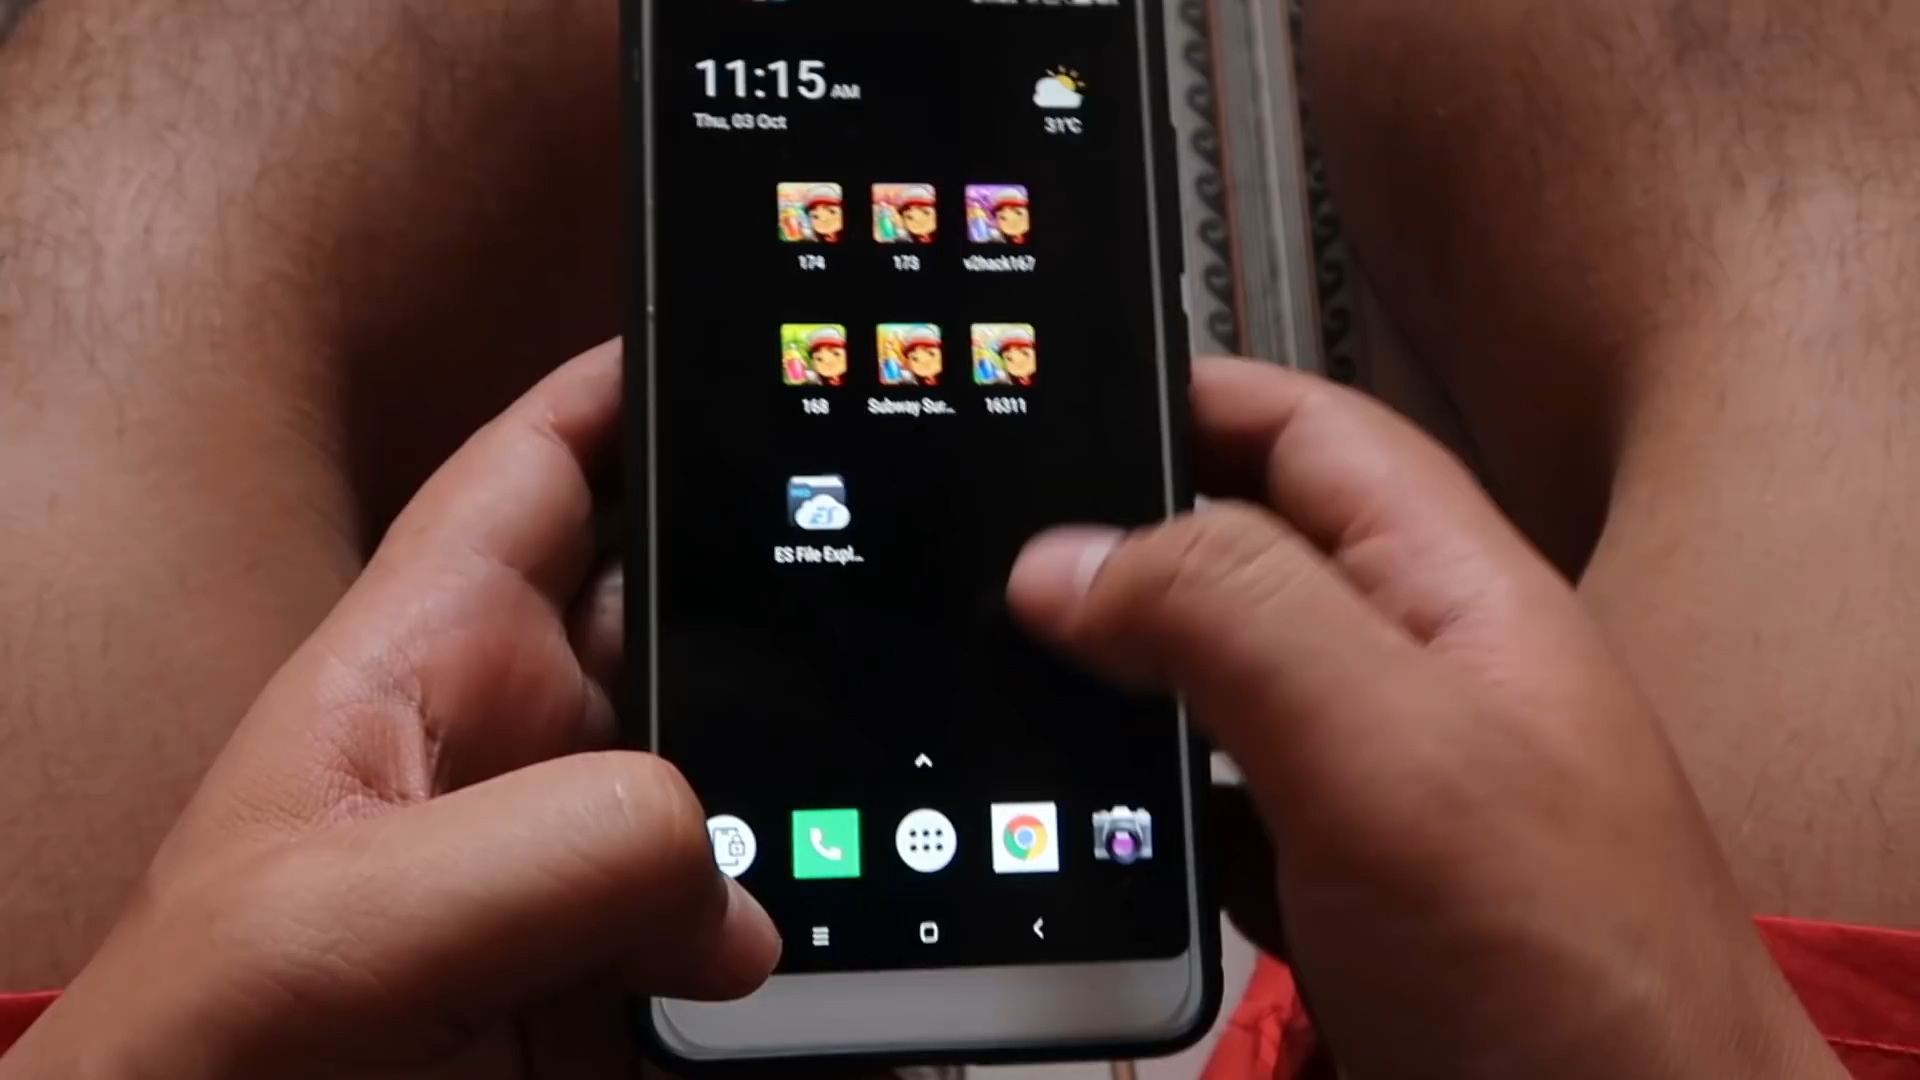 11:15 AM
Thu, 03 Oct
31°C
174
173
v2hack167
168
Subway Sur...
16311
ES File Expl...